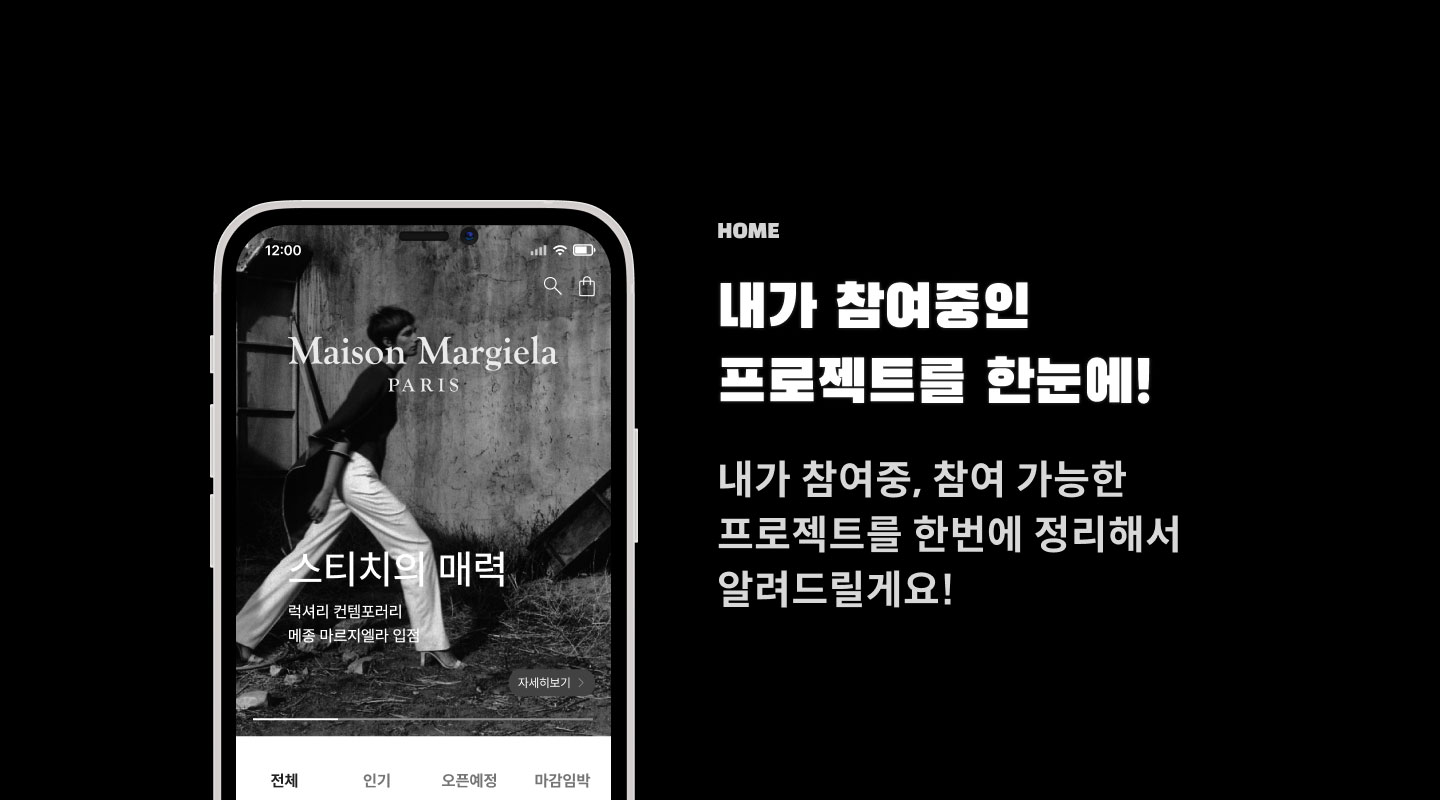 12:00
Maison Margiela
PARIS
스티치의 매력
럭셔리 컨템포러리
메종 마르지엘라 입점
자세히보기
전체 인기 오픈예정 마감임박
HOME
내가 참여중인
프로젝트를 한눈에!
내가 참여중, 참여 가능한
프로젝트를 한번에 정리해서
알려드릴게요!